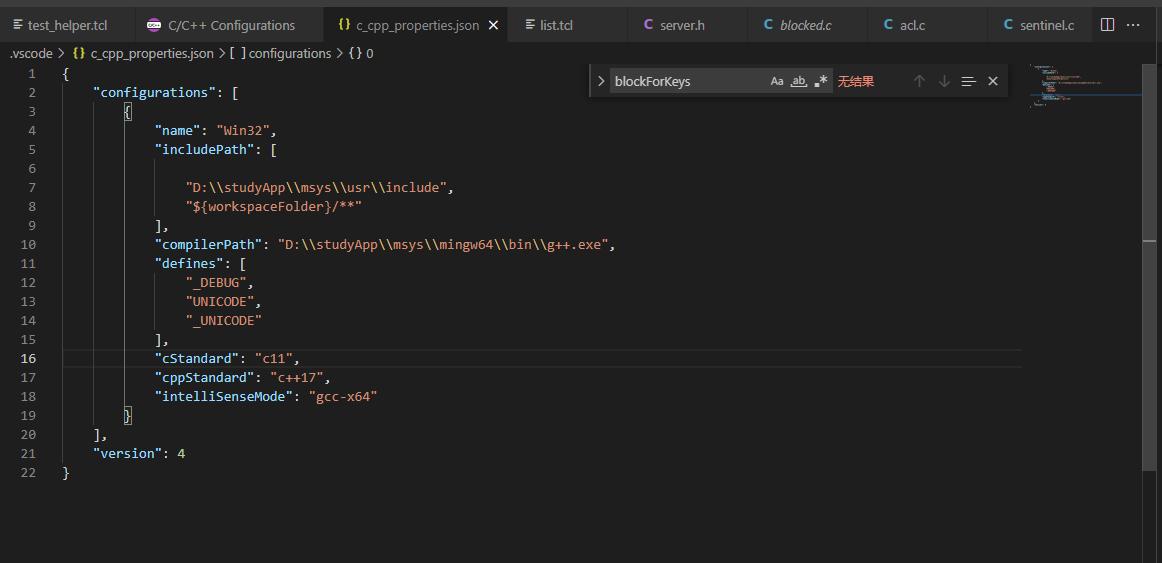 test_helper.tcl C/C++ Configurations {} c_cpp_properties.json × list.tcl C server.h C blocked.c C acl.c C sentinel.c ···
.vscode > {} c_cpp_properties.json > [ ] configurations > {} 0
blockForKeys Aa ab, .* 无结果
1 {
2 "configurations": [
3 {
4 "name": "Win32",
5 "includePath": [
6
7 "D:\\studyApp\\msys\\usr\\include",
8 "${workspaceFolder}/**"
9 ],
10 "compilerPath": "D:\\studyApp\\msys\\mingw64\\bin\\g++.exe",
11 "defines": [
12 "_DEBUG",
13 "UNICODE",
14 "_UNICODE"
15 ],
16 "cStandard": "c11",
17 "cppStandard": "c++17",
18 "intelliSenseMode": "gcc-x64"
19 }
20 ],
21 "version": 4
22 }